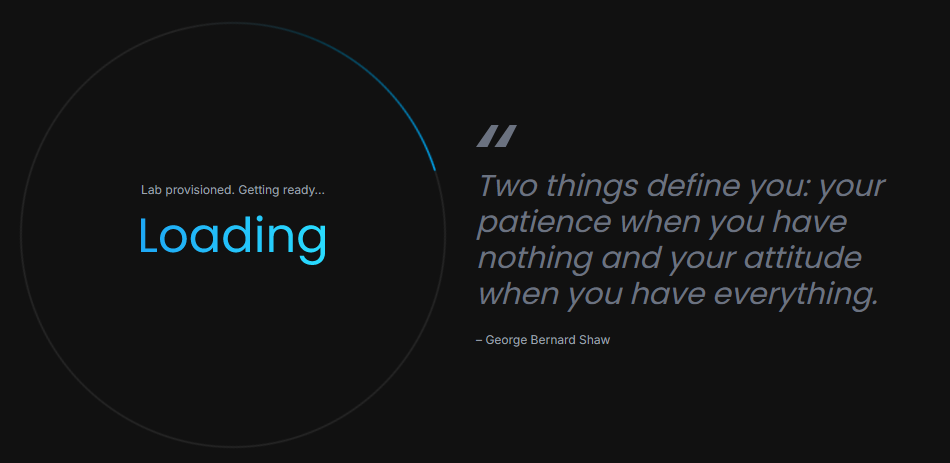 Lab provisioned. Getting ready...
Loading
“
Two things define you: your
patience when you have
nothing and your attitude
when you have everything.
– George Bernard Shaw